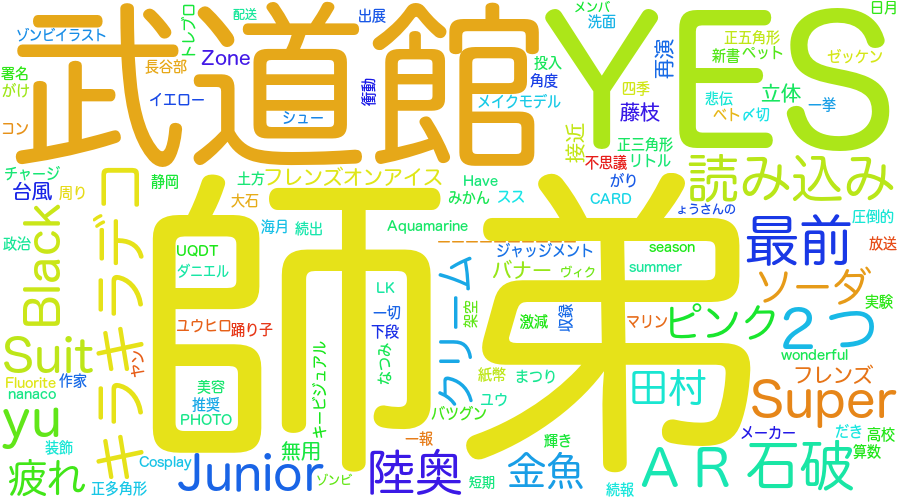 武道館
YES
師弟
ゾンビイラスト
トレブロ
配送
出展
メンバ
洗面
日月
署名
がけ
長谷部
Zone
イエロー
シュー
衝動
角度
投入
メイクモデル
再演
藤枝
四季
正五角形
新書
ペット
ゼッケン
悲伝
立体
一挙
ベト
〆切
コン
チャージ
台風
周り
静岡
土方
フレンズオンアイス
Have
みかん
スス
接近
正三角形
リトル
不思議
がり
CARD
読み込み
ょうさんの
圧倒的
政治
Black
キラキラデコ
大石
海月
続出
Aquamarine
ーーーーーーーーー
ジャッジメント
season
最前
放送
UQDT
ダニエル
バナー
ヴィク
summer
ソーダ
LK
クリーム
架空
実験
ユウヒロ
踊り子
一切
下段
激減
収録
マリン
ピンク
2つ
Suit
ヤン
キービジュアル
なつみ
wonderful
Fluorite
作家
nanaco
美容
推奨
PHOTO
紙幣
まつり
ユウ
バツグン
田村
フレンズ
Super
yu
装飾
無用
一報
輝き
メーカー
だき
高校
算数
疲れ
Cosplay
Junior
ゾンビ
陸奥
短期
金魚
続報
AR
石破
正多角形